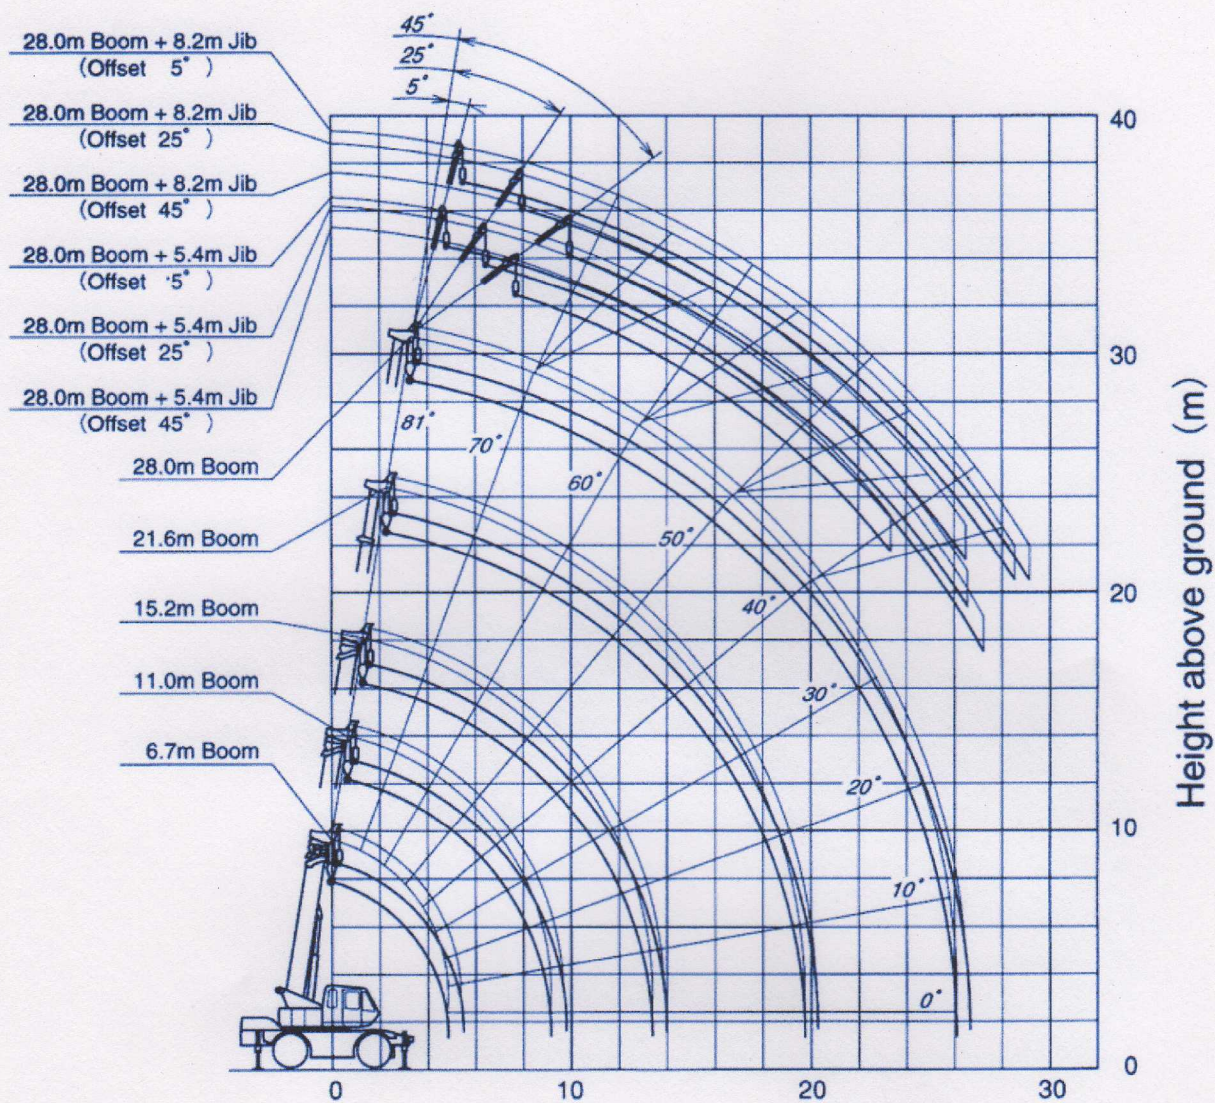 28.0m Boom + 8.2m Jib
(Offset 5°)
28.0m Boom + 8.2m Jib
(Offset 25°)
28.0m Boom + 8.2m Jib
(Offset 45°)
28.0m Boom + 5.4m Jib
(Offset 5°)
28.0m Boom + 5.4m Jib
(Offset 25°)
28.0m Boom + 5.4m Jib
(Offset 45°)
28.0m Boom
21.6m Boom
15.2m Boom
11.0m Boom
6.7m Boom
45°
25°
5°
81°
70°
60°
50°
40°
30°
20°
10°
0°
40
30
20
10
0
Height above ground (m)
0
10
20
30